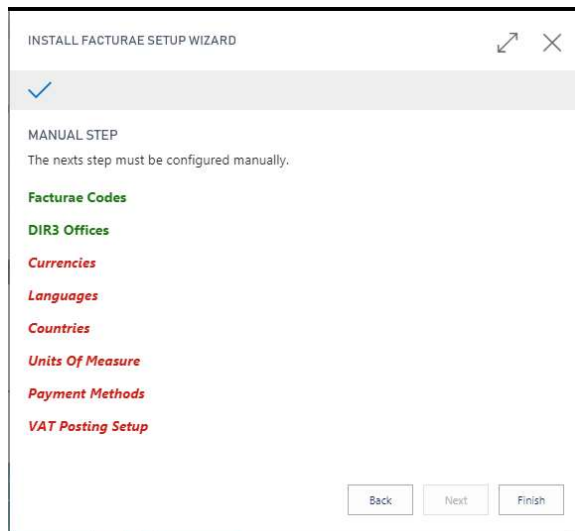 INSTALL FACTURAE SETUP WIZARD
MANUAL STEP
The nexts step must be configured manually.
Facturae Codes
DIR3 Offices
Currencies
Languages
Countries
Units Of Measure
Payment Methods
VAT Posting Setup
Back Next Finish